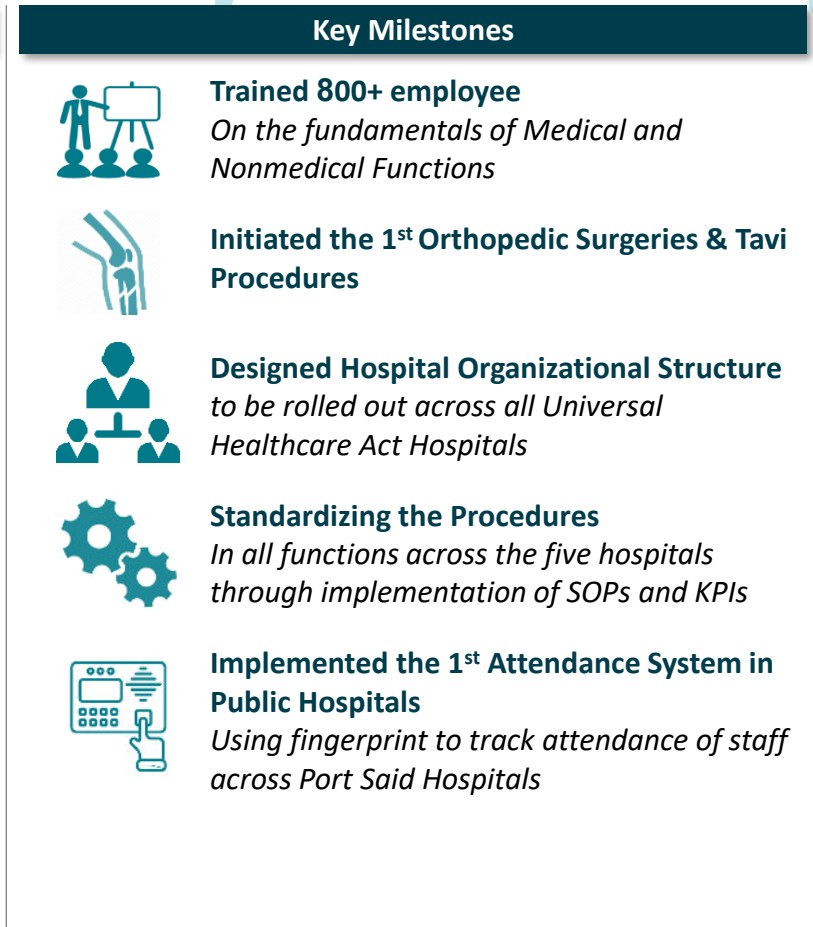 Key Milestones
Trained 800+ employee
On the fundamentals of Medical and
Nonmedical Functions
Initiated the 1st Orthopedic Surgeries & Tavi
Procedures
Designed Hospital Organizational Structure
to be rolled out across all Universal
Healthcare Act Hospitals
Standardizing the Procedures
In all functions across the five hospitals
through implementation of SOPs and KPIs
Implemented the 1st Attendance System in
Public Hospitals
Using fingerprint to track attendance of staff
across Port Said Hospitals